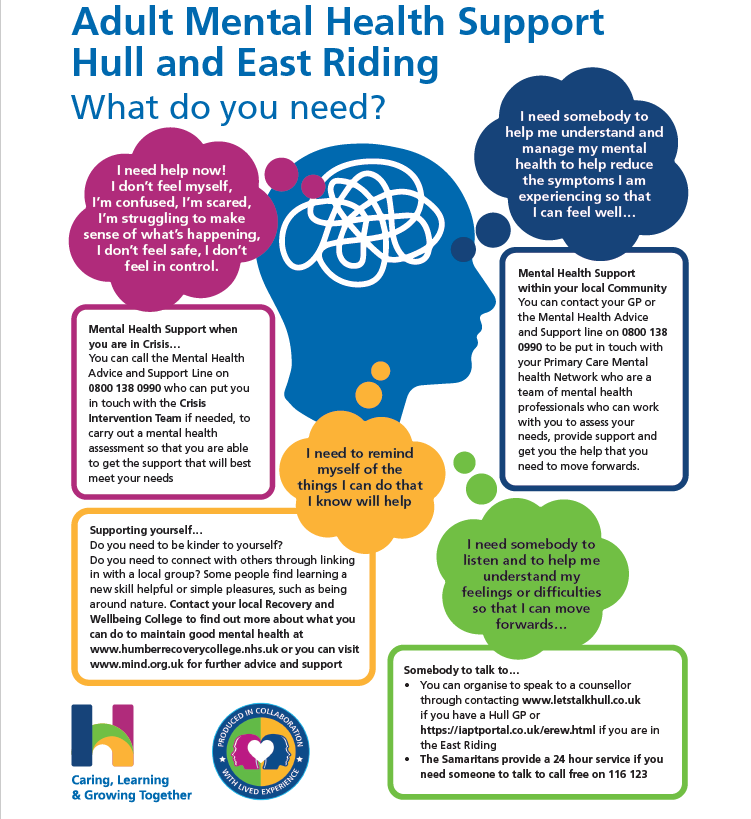 Adult Mental Health Support
Hull and East Riding
What do you need?
I need help now!
I don't feel myself,
I'm confused, I'm scared,
I'm struggling to make
sense of what's happening,
I don't feel safe, I don't
feel in control.
I need somebody to
help me understand and
manage my mental
health to help reduce
the symptoms I am
experiencing so that
I can feel well...
Mental Health Support when
you are in Crisis...
You can call the Mental Health
Advice and Support Line on
0800 138 0990 who can put you
in touch with the Crisis
Intervention Team if needed, to
carry out a mental health
assessment so that you are able
to get the support that will best
meet your needs
Mental Health Support
within your local Community
You can contact your GP or
the Mental Health Advice
and Support line on 0800 138
0990 to be put in touch with
your Primary Care Mental
health Network who are a
team of mental health
professionals who can work
with you to assess your
needs, provide support and
get you the help that you
need to move forwards.
I need to remind
myself of the
things I can do that
I know will help
Supporting yourself...
Do you need to be kinder to yourself?
Do you need to connect with others through linking
in with a local group? Some people find learning a
new skill helpful or simple pleasures, such as being
around nature. Contact your local Recovery and
Wellbeing College to find out more about what you
can do to maintain good mental health at
www.humberrecoverycollege.nhs.uk or you can visit
www.mind.org.uk for further advice and support
I need somebody to
listen and to help me
understand my
feelings or difficulties
so that I can move
forwards...
Somebody to talk to...
• You can organise to speak to a counsellor
through contacting www.letstalkhull.co.uk
if you have a Hull GP or
https://iaptportal.co.uk/erew.html if you are in
the East Riding
• The Samaritans provide a 24 hour service if you
need someone to talk to call free on 116 123
Caring, Learning
& Growing Together
PRODUCED IN COLLABORATION
WITH LIVED EXPERIENCE